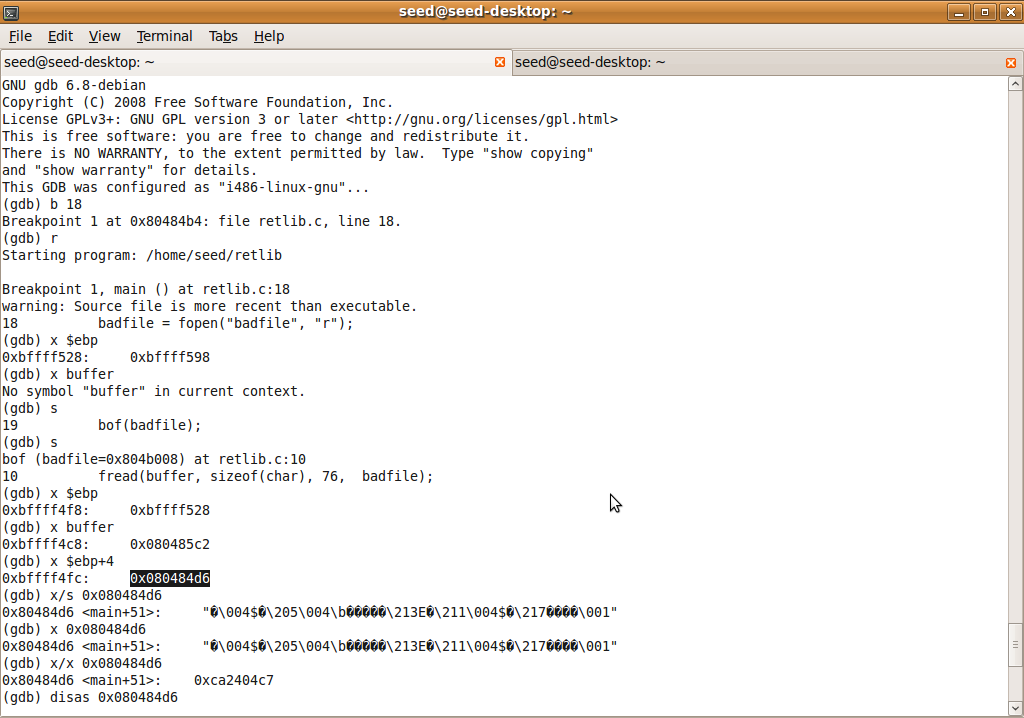 seed@seed-desktop: ~
File Edit View Terminal Tabs Help
seed@seed-desktop: ~ seed@seed-desktop: ~
GNU gdb 6.8-debian
Copyright (C) 2008 Free Software Foundation, Inc.
License GPLv3+: GNU GPL version 3 or later <http://gnu.org/licenses/gpl.html>
This is free software: you are free to change and redistribute it.
There is NO WARRANTY, to the extent permitted by law.  Type "show copying"
and "show warranty" for details.
This GDB was configured as "i486-linux-gnu"...
(gdb) b 18
Breakpoint 1 at 0x80484b4: file retlib.c, line 18.
(gdb) r
Starting program: /home/seed/retlib
Breakpoint 1, main () at retlib.c:18
warning: Source file is more recent than executable.
18          badfile = fopen("badfile", "r");
(gdb) x $ebp
0xbffff528:     0xbffff598
(gdb) x buffer
No symbol "buffer" in current context.
(gdb) s
19          bof(badfile);
(gdb) s
bof (badfile=0x804b008) at retlib.c:10
10          fread(buffer, sizeof(char), 76,  badfile);
(gdb) x $ebp
0xbffff4f8:     0xbffff528
(gdb) x buffer
0xbffff4c8:     0x080485c2
(gdb) x $ebp+4
0xbffff4fc:     0x080484d6
(gdb) x/s 0x080484d6
0x80484d6 <main+51>:     "�\004$�\205\004\b�����\213E�\211\004$�\217����\001"
(gdb) x 0x080484d6
0x80484d6 <main+51>:     "�\004$�\205\004\b�����\213E�\211\004$�\217����\001"
(gdb) x/x 0x080484d6
0x80484d6 <main+51>:    0xca2404c7
(gdb) disas 0x080484d6